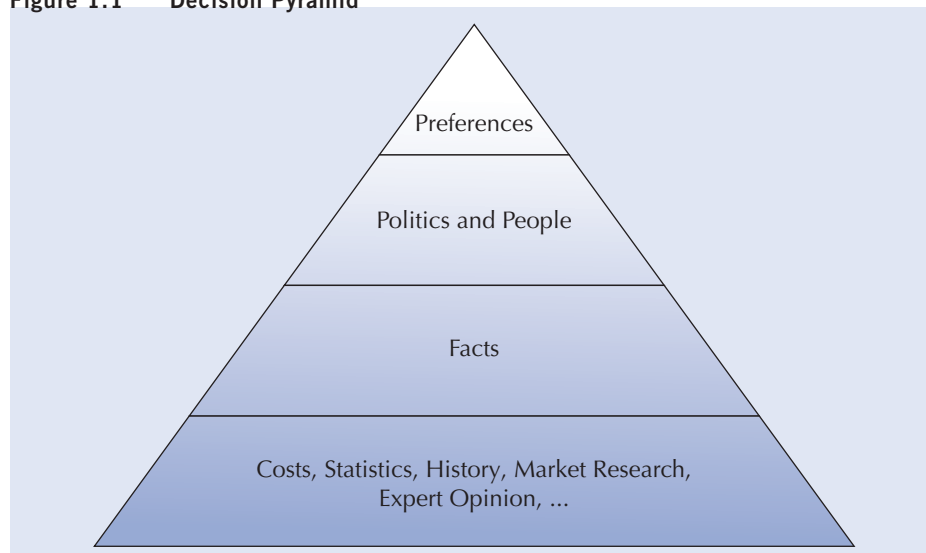 Figure 1.1 Decision Pyramid
Preferences
Politics and People
Facts
Costs, Statistics, History, Market Research,
Expert Opinion, ...